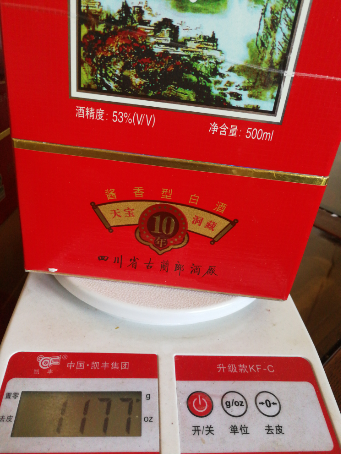 酒精度: 53%(V/V)
净含量: 500ml
酱香型白酒
天宝洞藏
10
年
四川省古蔺郎酒厂
中国·凯丰集团
升级款KF-C
g
oz
去皮
1177
g/oz
→0←
开/关
单位
去皮